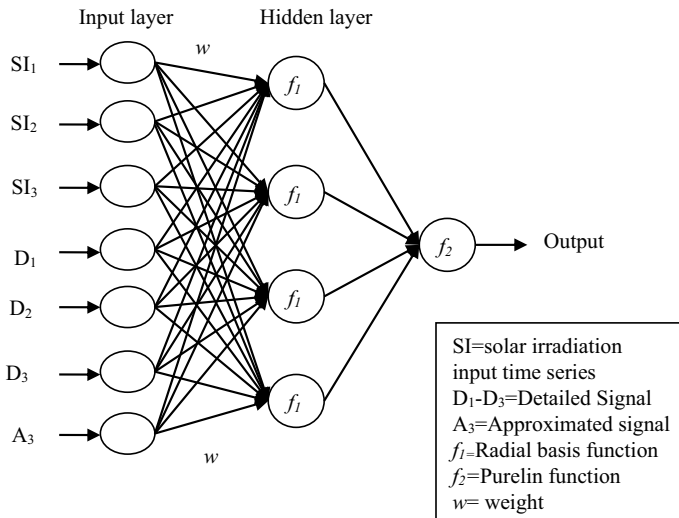 Input layer
Hidden layer
w
SI₁
SI₂
SI₃
D₁
D₂
D₃
A₃
w
f₁
f₁
f₁
f₁
f₂
Output
SI=solar irradiation
input time series
D₁-D₃=Detailed Signal
A₃=Approximated signal
f₁=Radial basis function
f₂=Purelin function
w= weight